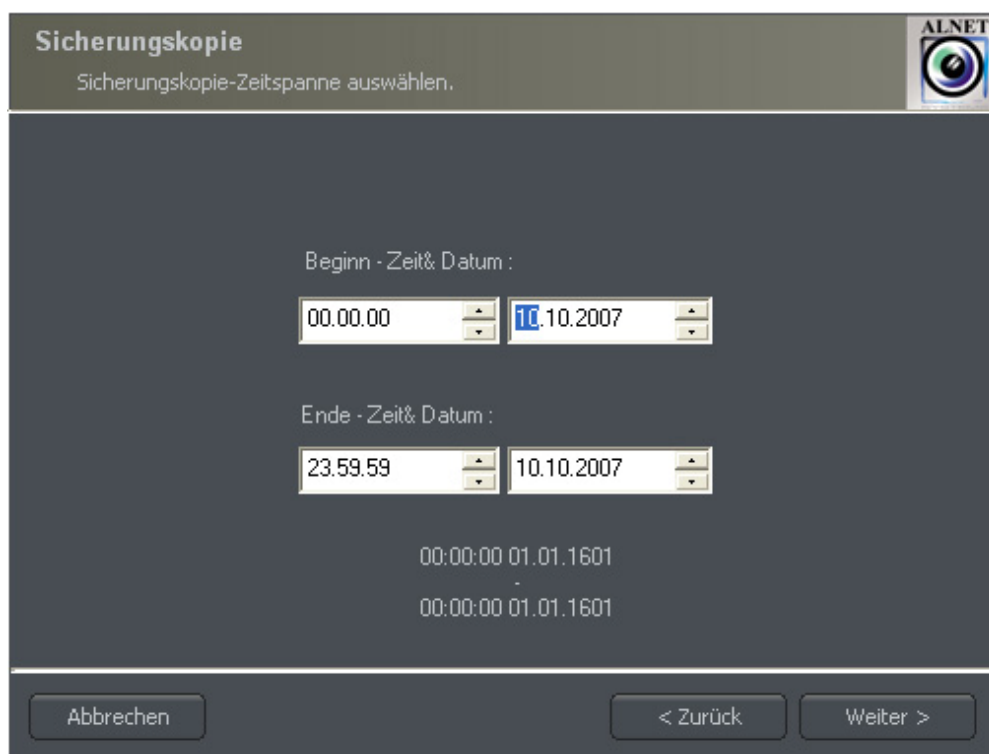 Sicherungskopie
ALNET
Sicherungskopie-Zeitspanne auswählen.
Beginn - Zeit& Datum :
00.00.00 10.10.2007
Ende - Zeit& Datum :
23.59.59 10.10.2007
00:00:00 01.01.1601
-
00:00:00 01.01.1601
Abbrechen < Zurück Weiter >